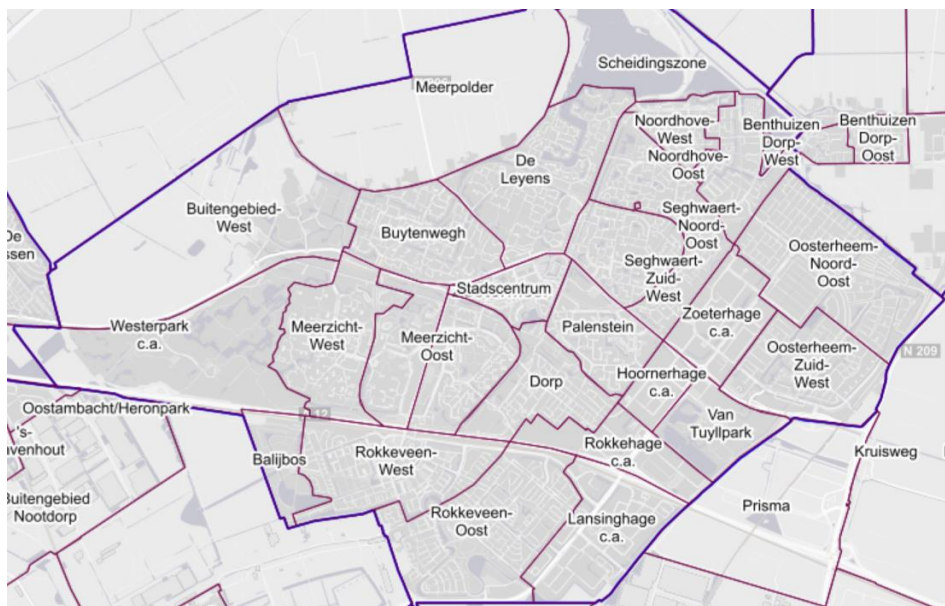 Scheidingszone
Meerpolder
Noordhove-
West
Benthuizen
Dorp-
West
Benthuizen
Dorp-
Oost
De
Leyens
Noordhove-
Oost
Buitengebied-
West
Buytenwegh
Seghwaert-
Noord-
Oost
De
ssen
Oosterheem-
Noord-
Oost
Seghwaert-
Zuid-
West
Stadscentrum
Westerpark
c.a.
Meerzicht-
West
Meerzicht-
Oost
Palenstein
Zoeterhage
c.a.
N 209
Oosterheem-
Zuid-
West
Hoornerhage
c.a.
Dorp
Oostambacht/Heronpark
12
Van
Tuyllpark
's-
venhout
Balijbos
Rokkeveen-
West
Rokkehage
c.a.
Kruisweg
Buitengebied
Nootdorp
Rokkeveen-
Oost
Lansinghage
c.a.
Prisma